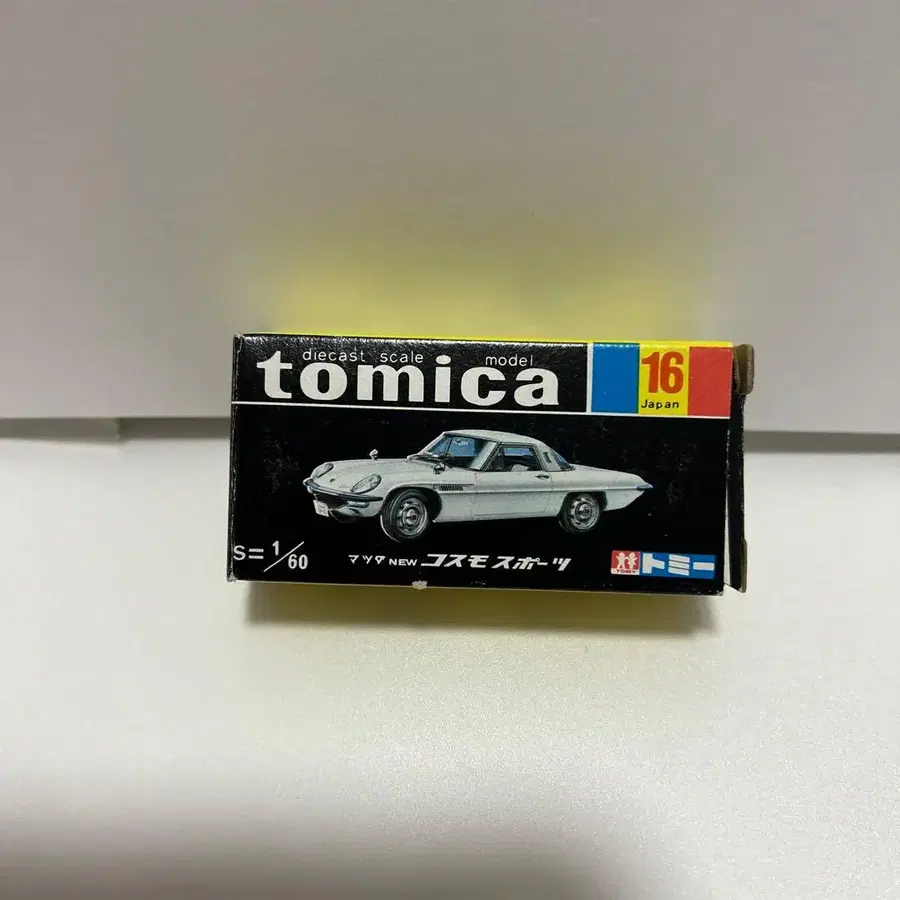 diecast scale model
tomica
16
Japan
S=1/60
マツダ NEW コスモ スポーツ
TOMY
トミー